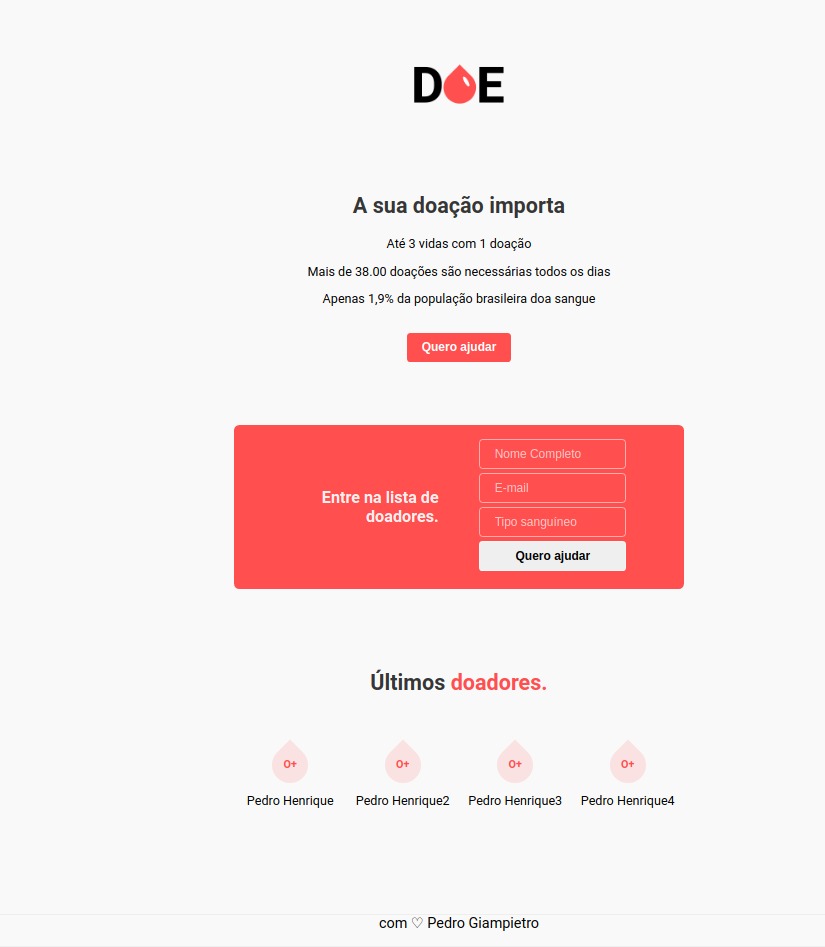 DOE
A sua doação importa
Até 3 vidas com 1 doação
Mais de 38.00 doações são necessárias todos os dias
Apenas 1,9% da população brasileira doa sangue
Quero ajudar
Entre na lista de
doadores.
Nome Completo
E-mail
Tipo sanguíneo
Quero ajudar
Últimos doadores.
O+ O+ O+ O+
Pedro Henrique Pedro Henrique2 Pedro Henrique3 Pedro Henrique4
com ♡ Pedro Giampietro